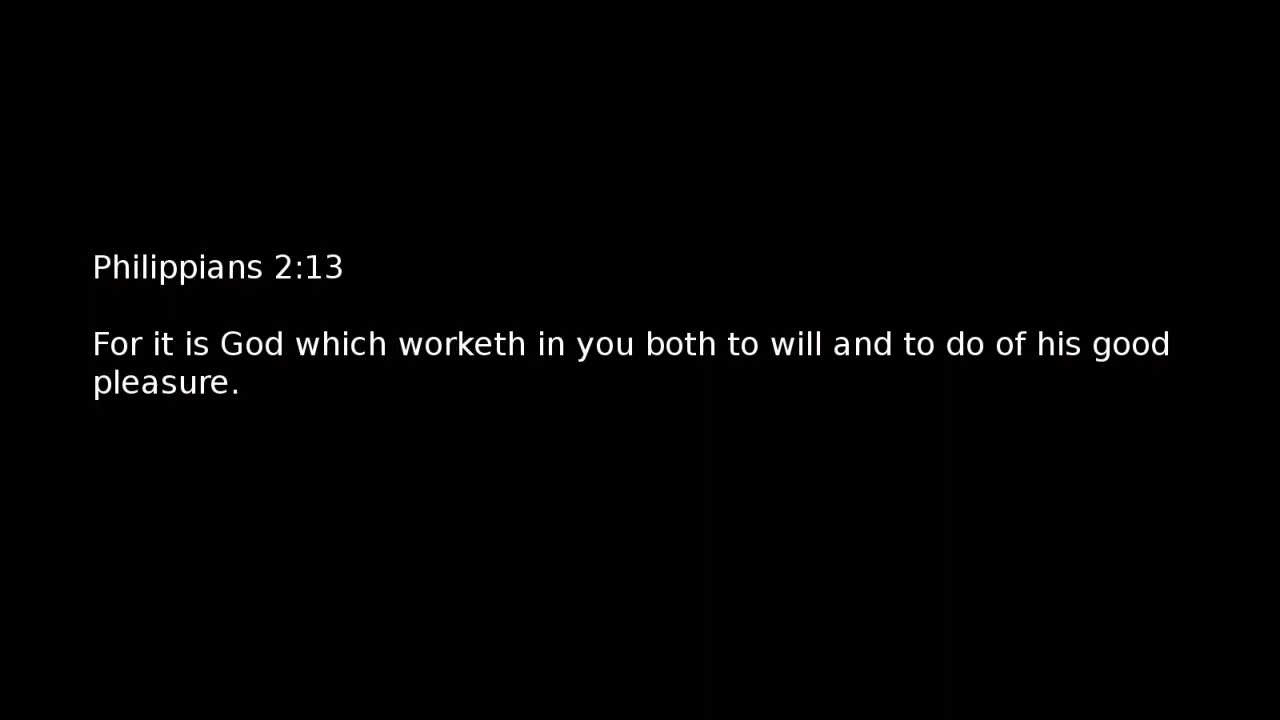 Philippians 2:13
For it is God which worketh in you both to will and to do of his good
pleasure.